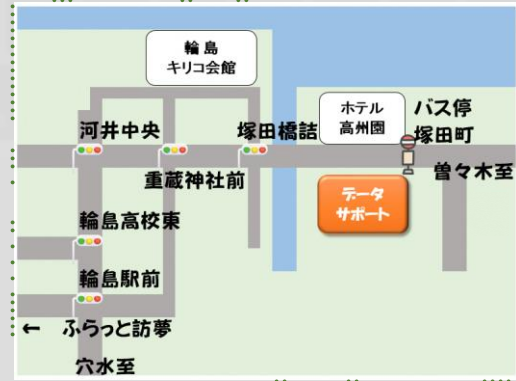 輪島
キリコ会館
ホテル
高州園
バス停
塚田町
河井中央
塚田橋詰
重蔵神社前
曽々木至
データ
サポート
輪島高校東
輪島駅前
← ふらっと訪夢
穴水至